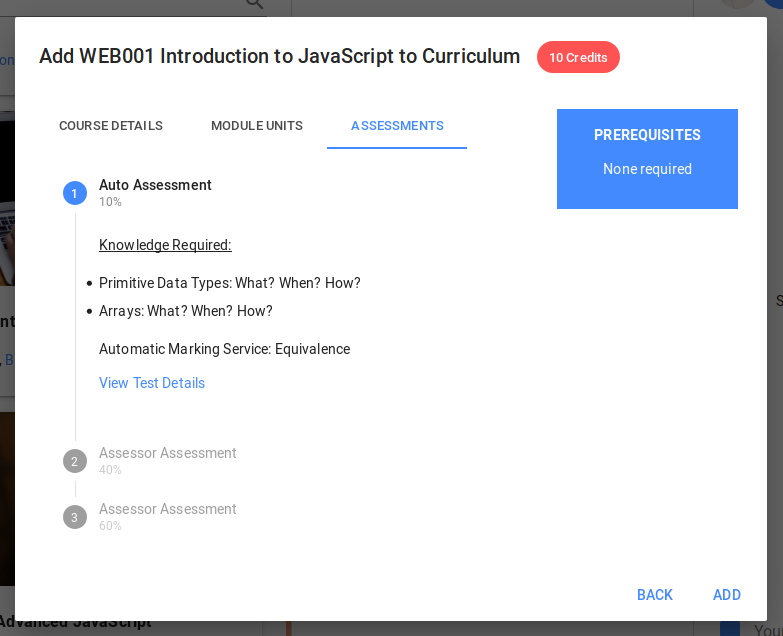 Add WEB001 Introduction to JavaScript to Curriculum
10 Credits
COURSE DETAILS
MODULE UNITS
ASSESSMENTS
PREREQUISITES
None required
1
Auto Assessment
10%
Knowledge Required:
• Primitive Data Types: What? When? How?
• Arrays: What? When? How?
Automatic Marking Service: Equivalence
View Test Details
2
Assessor Assessment
40%
3
Assessor Assessment
60%
BACK
ADD
Advanced JavaScript
You